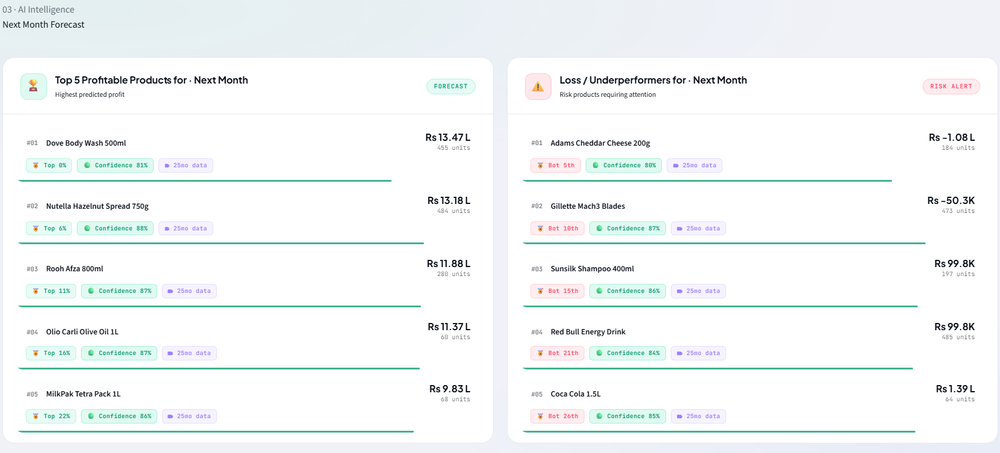 03 · AI Intelligence
Next Month Forecast
Top 5 Profitable Products for · Next Month
Highest predicted profit
FORECAST
#01 Dove Body Wash 500ml
Rs 13.47 L
455 units
Top 0% Confidence 81% 25mo data
#02 Nutella Hazelnut Spread 750g
Rs 13.18 L
484 units
Top 6% Confidence 88% 25mo data
#03 Rooh Afza 800ml
Rs 11.88 L
280 units
Top 11% Confidence 87% 25mo data
#04 Olio Carli Olive Oil 1L
Rs 11.37 L
60 units
Top 16% Confidence 87% 25mo data
#05 MilkPak Tetra Pack 1L
Rs 9.83 L
68 units
Top 22% Confidence 86% 25mo data
Loss / Underperformers for · Next Month
Risk products requiring attention
RISK ALERT
#01 Adams Cheddar Cheese 200g
Rs -1.08 L
184 units
Bot 5th Confidence 80% 25mo data
#02 Gillette Mach3 Blades
Rs -50.3K
473 units
Bot 10th Confidence 87% 25mo data
#03 Sunsilk Shampoo 400ml
Rs 99.8K
197 units
Bot 15th Confidence 86% 25mo data
#04 Red Bull Energy Drink
Rs 99.8K
485 units
Bot 21th Confidence 84% 25mo data
#05 Coca Cola 1.5L
Rs 1.39 L
64 units
Bot 26th Confidence 85% 25mo data